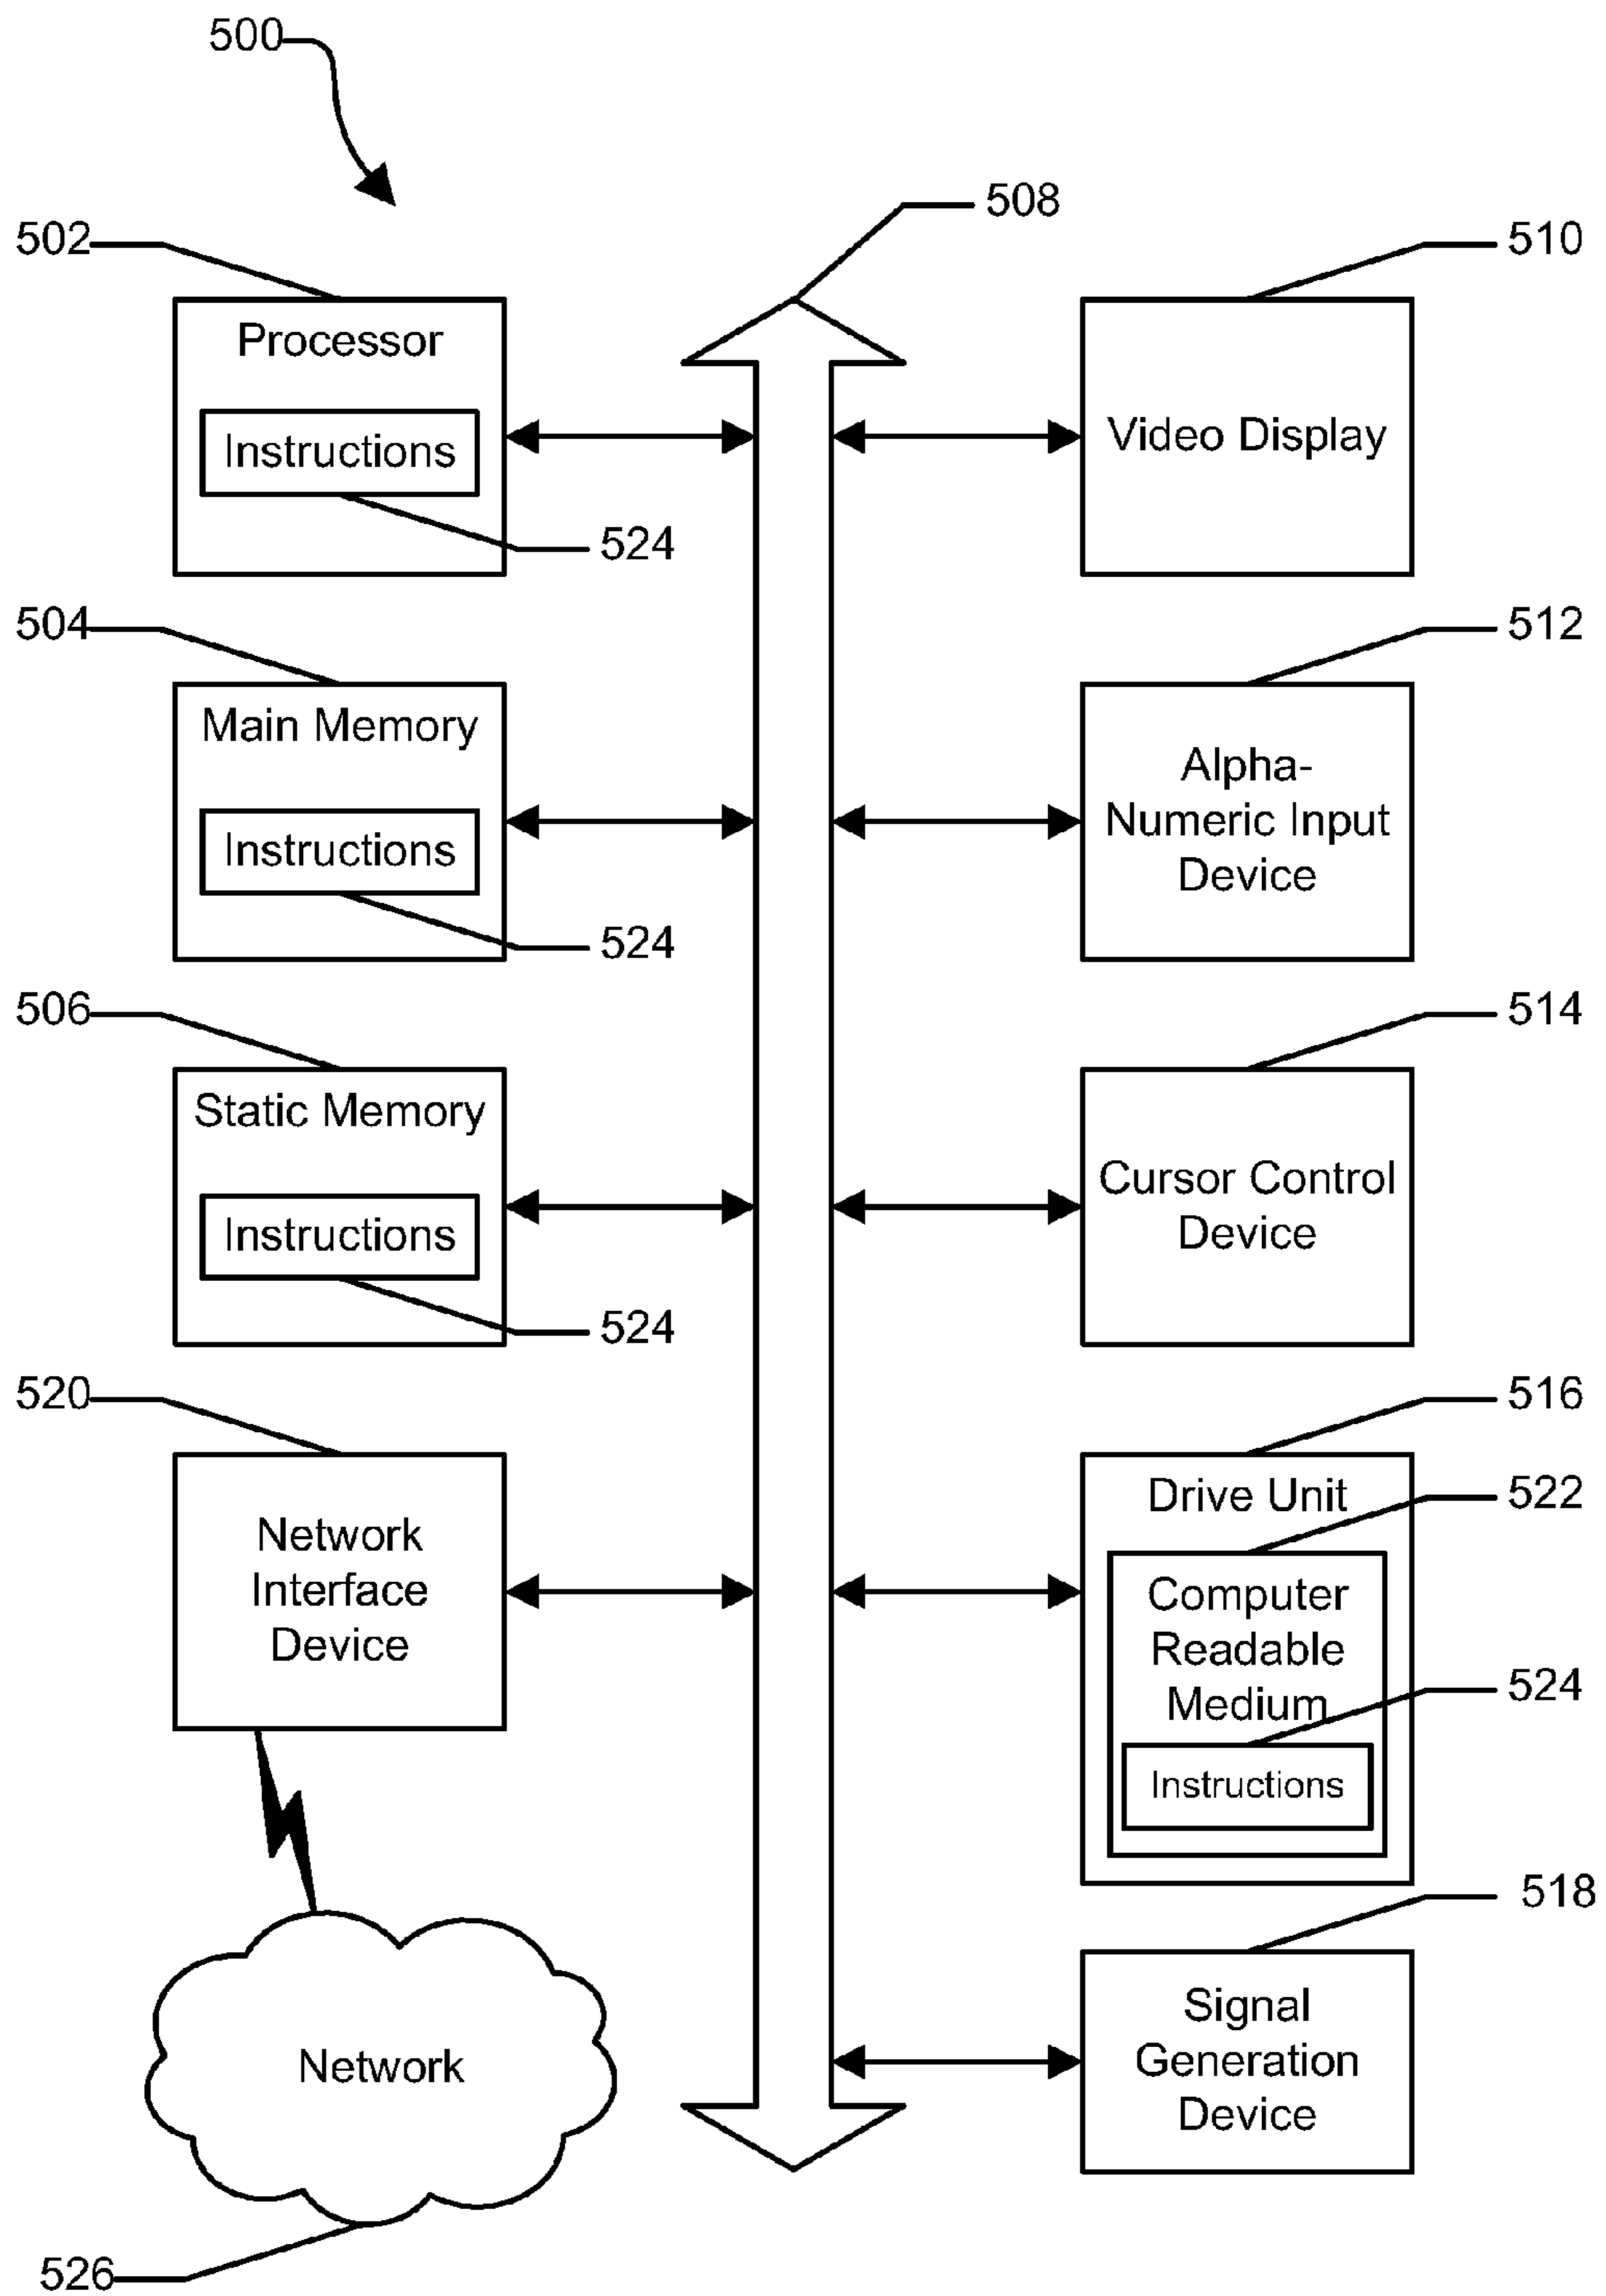 500
508
502
510
Processor
Instructions
Video Display
524
504
512
Main Memory
Instructions
Alpha-
Numeric Input
Device
524
506
514
Static Memory
Instructions
Cursor Control
Device
524
520
516
Network
Interface
Device
Drive Unit
522
Computer
Readable
Medium
524
Instructions
518
Network
Signal
Generation
Device
526